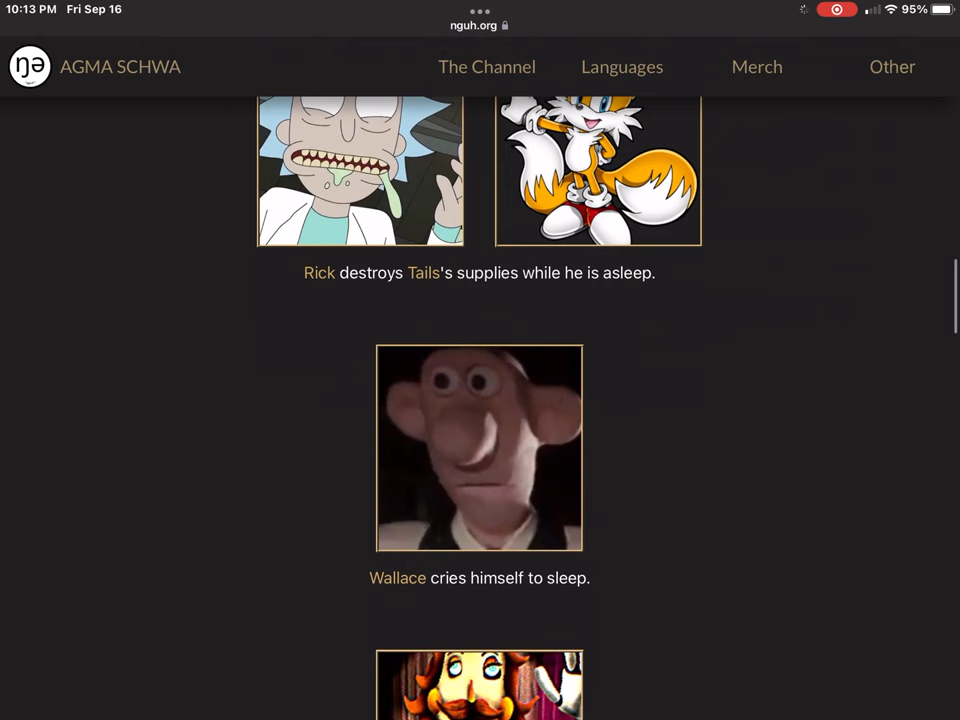 10:13 PM Fri Sep 16
nguh.org
95%
ŋə AGMA SCHWA The Channel Languages Merch Other
Rick destroys Tails's supplies while he is asleep.
Wallace cries himself to sleep.